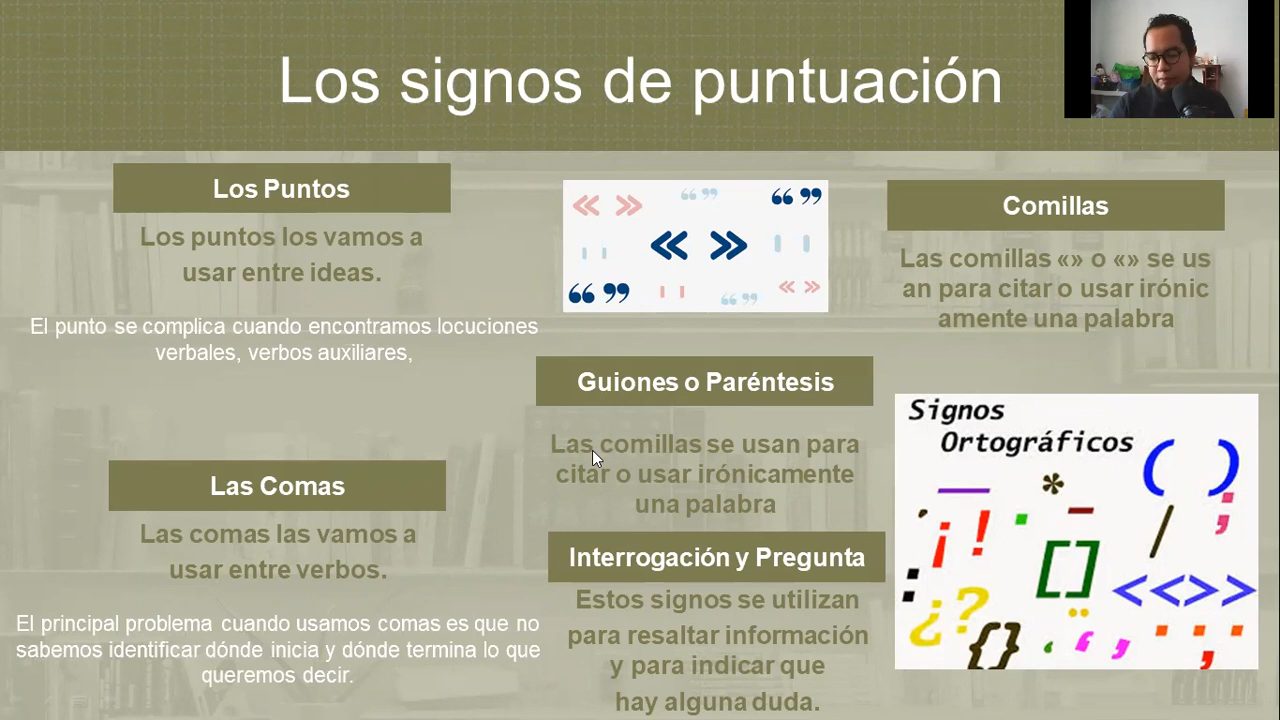 Los signos de puntuación
Los Puntos
Los puntos los vamos a
usar entre ideas.
El punto se complica cuando encontramos locuciones
verbales, verbos auxiliares,
Las Comas
Las comas las vamos a
usar entre verbos.
El principal problema cuando usamos comas es que no
sabemos identificar dónde inicia y dónde termina lo que
queremos decir.
Guiones o Paréntesis
Las comillas se usan para
citar o usar irónicamente
una palabra
Interrogación y Pregunta
Estos signos se utilizan
para resaltar información
y para indicar que
hay alguna duda.
Comillas
Las comillas «» o «» se us
an para citar o usar irónic
amente una palabra
Signos
Ortográficos